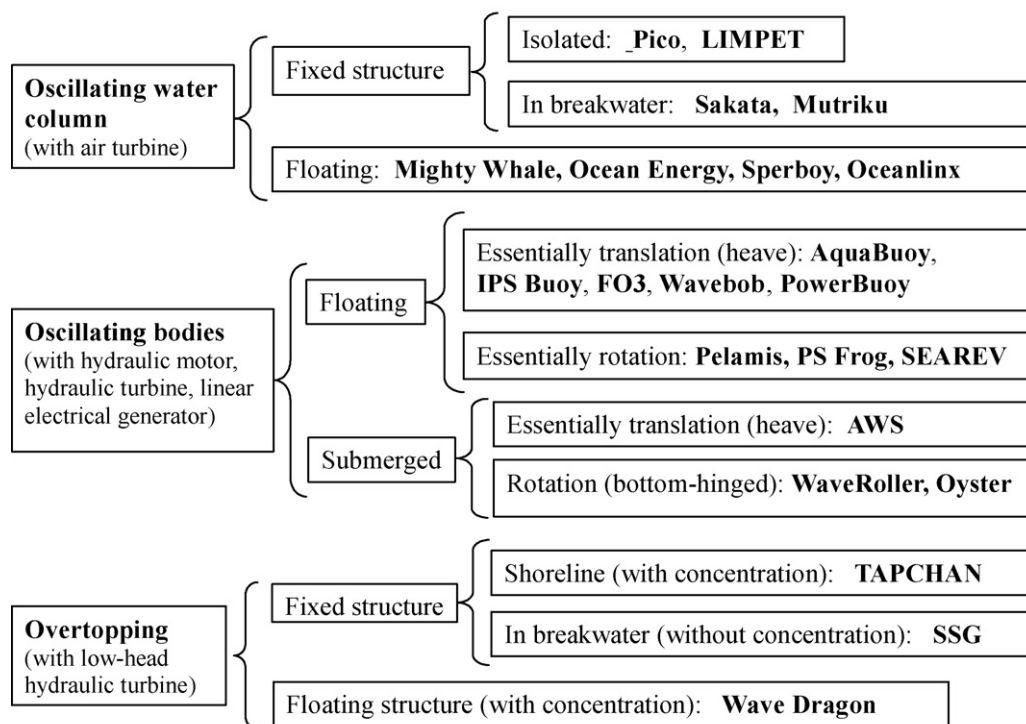 Oscillating water
column
(with air turbine)
Fixed structure
Isolated: _Pico, LIMPET
In breakwater: Sakata, Mutriku
Floating: Mighty Whale, Ocean Energy, Sperboy, Oceanlinx
Oscillating bodies
(with hydraulic motor,
hydraulic turbine, linear
electrical generator)
Floating
Essentially translation (heave): AquaBuoy,
IPS Buoy, FO3, Wavebob, PowerBuoy
Essentially rotation: Pelamis, PS Frog, SEAREV
Submerged
Essentially translation (heave): AWS
Rotation (bottom-hinged): WaveRoller, Oyster
Overtopping
(with low-head
hydraulic turbine)
Fixed structure
Shoreline (with concentration): TAPCHAN
In breakwater (without concentration): SSG
Floating structure (with concentration): Wave Dragon